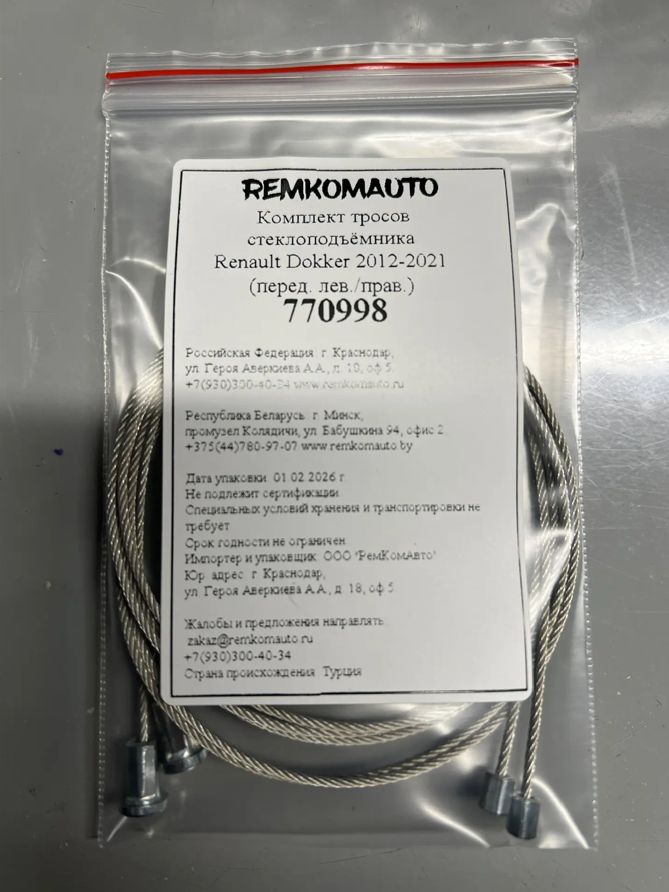 REMKOMAUTO
Комплект тросов
стеклоподъёмника
Renault Dokker 2012-2021
(перед. лев./прав.)
770998
Российская Федерация г. Краснодар,
ул. Героя Аверкиева А.А., д. 18, оф 5.
+7(930)300-40-34 www.remkomauto.ru
Республика Беларусь г. Минск,
промузел Колядичи, ул. Бабушкина 94, офис 2
+375(44)780-97-07 www.remkomauto.by
Дата упаковки 01.02.2026 г.
Не подлежит сертификации
Специальных условий хранения и транспортировки не
требует
Срок годности не ограничен
Импортер и упаковщик ООО "РемКомАвто"
Юр. адрес г. Краснодар,
ул. Героя Аверкиева А.А., д. 18, оф 5.
Жалобы и предложения направлять:
zakaz@remkomauto.ru
+7(930)300-40-34
Страна происхождения Турция